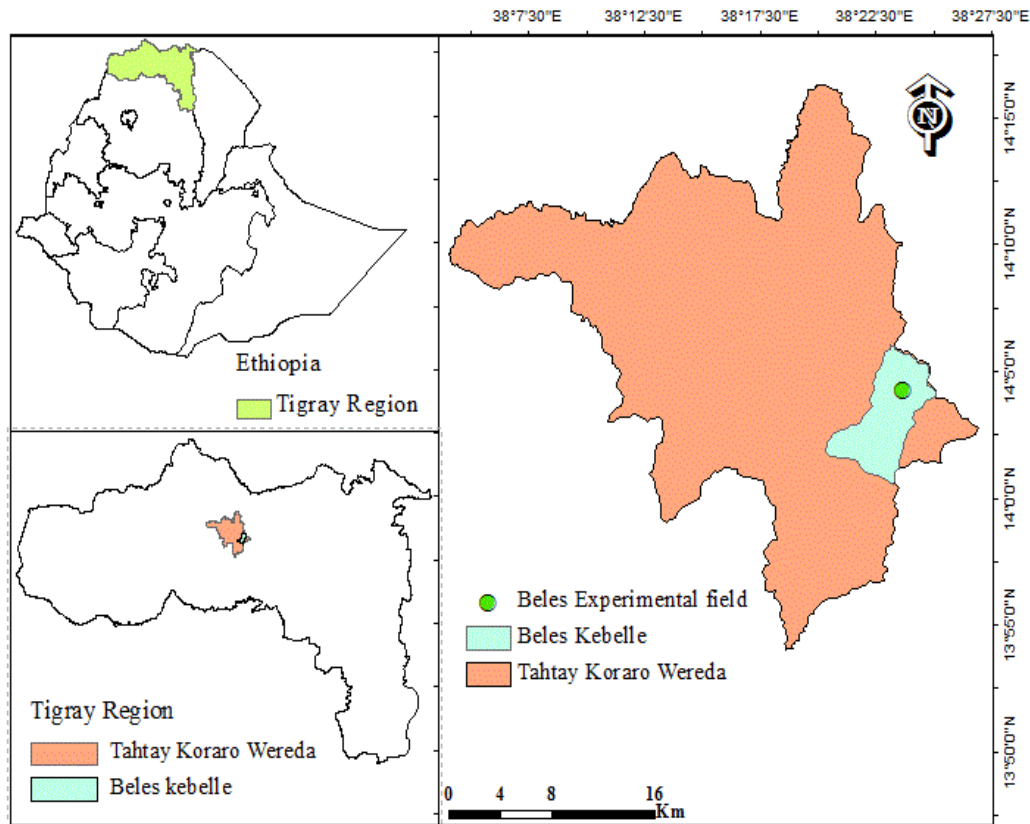 38°7'30"E 38°12'30"E 38°17'30"E 38°22'30"E 38°27'30"E
N
14°15'0"N
14°10'0"N
14°5'0"N
14°0'0"N
13°55'0"N
13°50'0"N
Ethiopia
Tigray Region
Tigray Region
Tahtay Koraro Wereda
Beles kebelle
Beles Experimental field
Beles Kebelle
Tahtay Koraro Wereda
0 4 8 16
Km